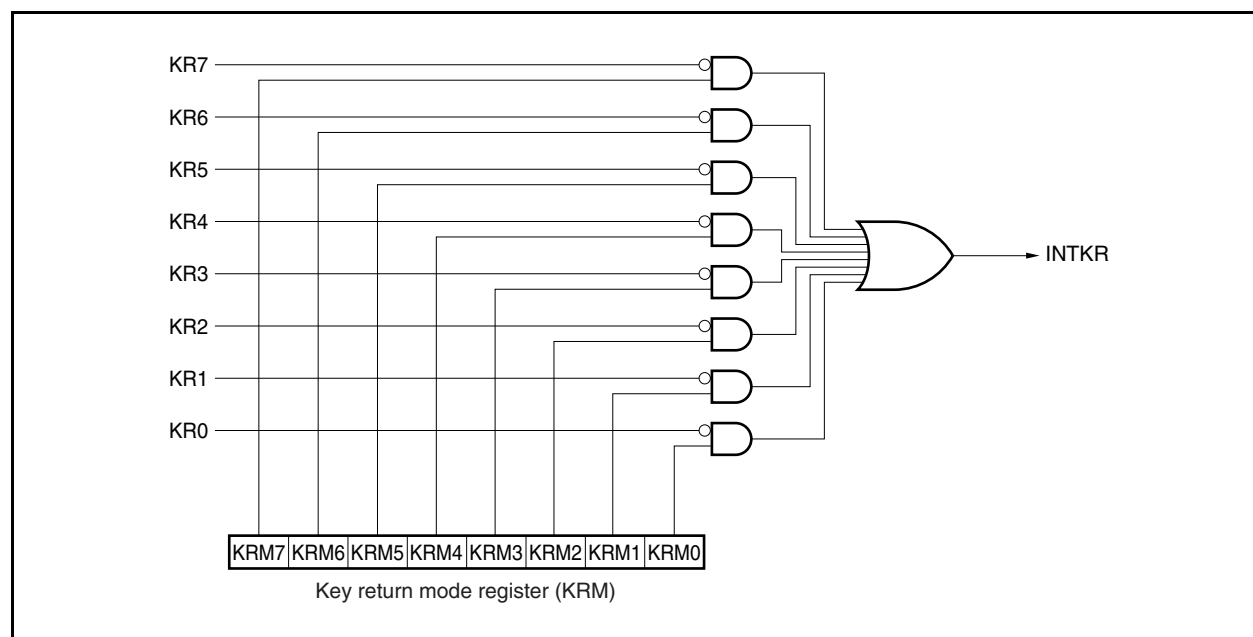 KR7
KR6
KR5
KR4
KR3
INTKR
KR2
KR1
KR0
KRM7 KRM6 KRM5 KRM4 KRM3 KRM2 KRM1 KRM0
Key return mode register (KRM)